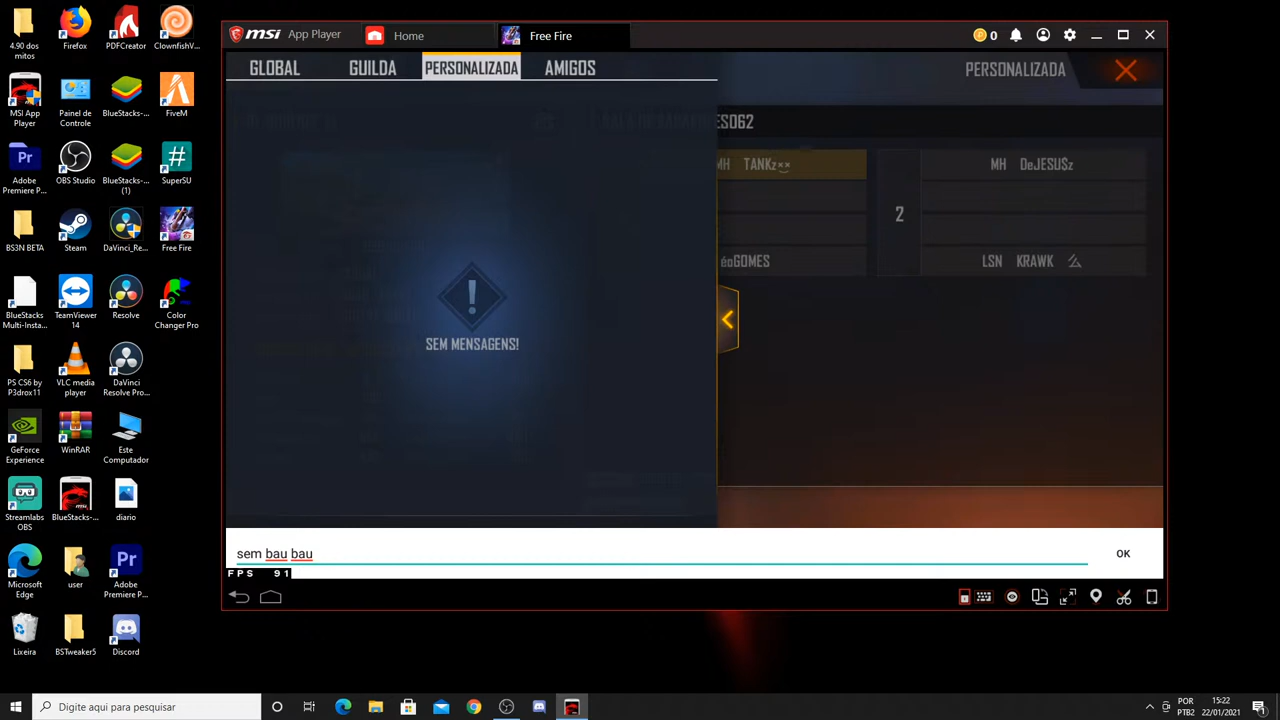 4.90 dos
mitos
Firefox
PDFCreator
ClownfishV...
MSI App
Player
Painel de
Controle
BlueStacks-...
FiveM
Adobe
Premiere P...
OBS Studio
BlueStacks-...
(1)
SuperSU
BS3N BETA
Steam
DaVinci_Re...
Free Fire
BlueStacks
Multi-Insta...
TeamViewer
14
Resolve
Color
Changer Pro
PS CS6 by
P3drox11
VLC media
player
DaVinci
Resolve Pro...
GeForce
Experience
WinRAR
Este
Computador
Streamlabs
OBS
BlueStacks-...
diario
Microsoft
Edge
user
Adobe
Premiere P...
Lixeira
BSTweaker5
Discord
msi App Player
Home
Free Fire
0
GLOBAL GUILDA PERSONALIZADA AMIGOS
PERSONALIZADA
ES062
MH TANKz
2
MH DeJESU$z
éaGOMES
LSN KRAWK 么
SEM MENSAGENS!
sem bau bau
OK
FPS 91
Digite aqui para pesquisar
POR
PTB2
15:22
22/01/2021